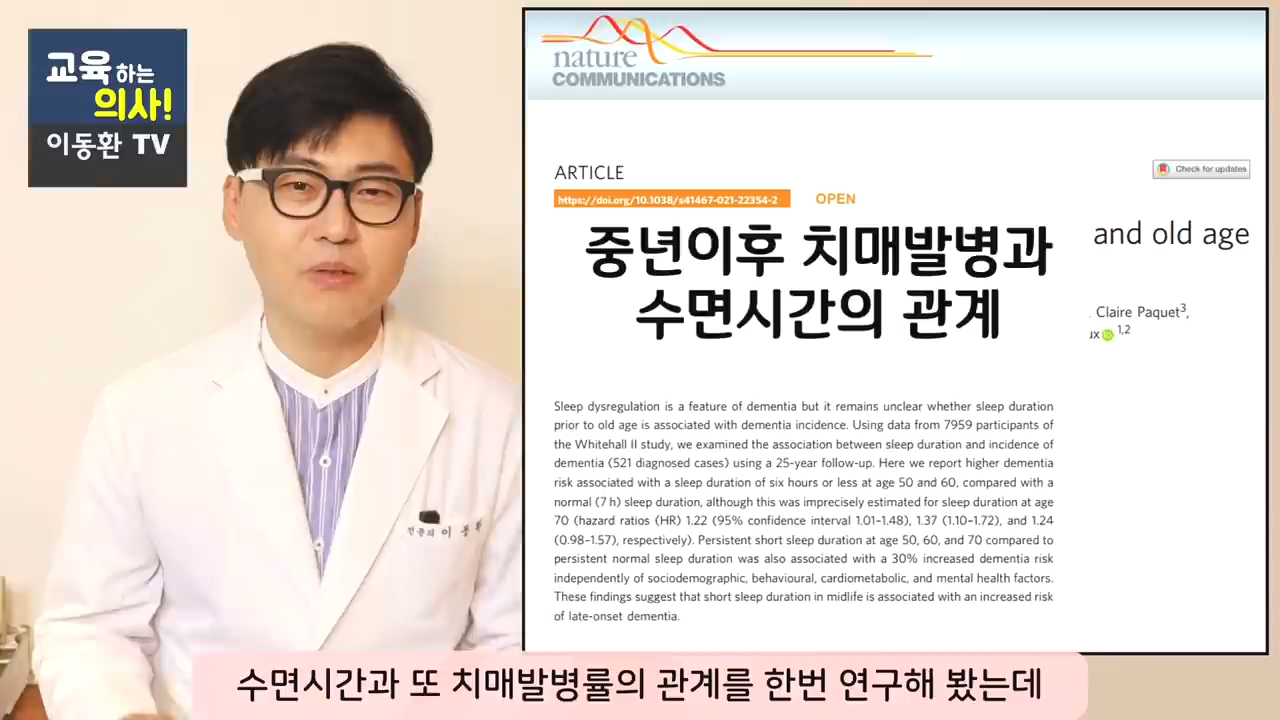 교육하는
의사!
이동환 TV
nature
COMMUNICATIONS
ARTICLE
Check for updates
https://doi.org/10.1038/s41467-021-22354-2 OPEN
중년이후 치매발병과
수면시간의 관계
and old age
. Claire Paquet3,
ux 1,2
Sleep dysregulation is a feature of dementia but it remains unclear whether sleep duration
prior to old age is associated with dementia incidence. Using data from 7959 participants of
the Whitehall II study, we examined the association between sleep duration and incidence of
dementia (521 diagnosed cases) using a 25-year follow-up. Here we report higher dementia
risk associated with a sleep duration of six hours or less at age 50 and 60, compared with a
normal (7 h) sleep duration, although this was imprecisely estimated for sleep duration at age
70 (hazard ratios (HR) 1.22 (95% confidence interval 1.01–1.48), 1.37 (1.10–1.72), and 1.24
(0.98–1.57), respectively). Persistent short sleep duration at age 50, 60, and 70 compared to
persistent normal sleep duration was also associated with a 30% increased dementia risk
independently of sociodemographic, behavioural, cardiometabolic, and mental health factors.
These findings suggest that short sleep duration in midlife is associated with an increased risk
of late-onset dementia.
전문의 이동환
수면시간과 또 치매발병률의 관계를 한번 연구해 봤는데